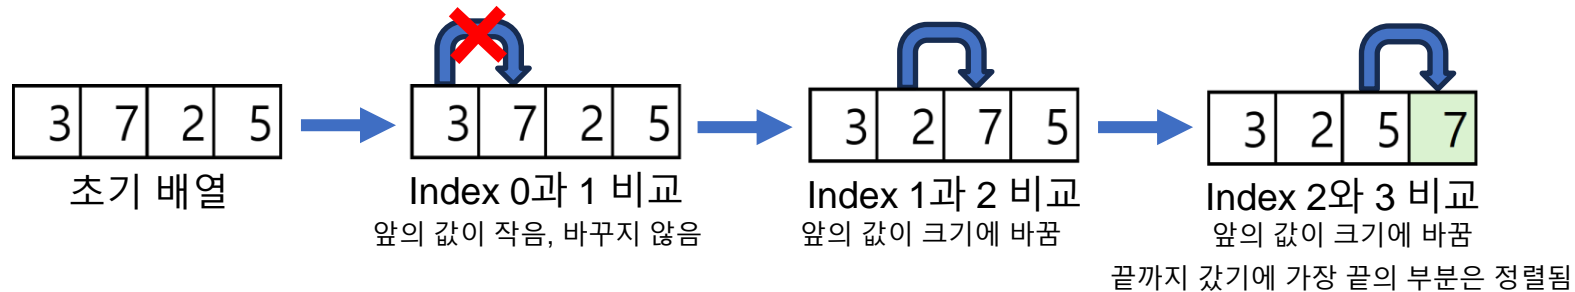 3 7 2 5
초기 배열
3 7 2 5
Index 0과 1 비교
앞의 값이 작음, 바꾸지 않음
3 2 7 5
Index 1과 2 비교
앞의 값이 크기에 바꿈
3 2 5 7
Index 2와 3 비교
앞의 값이 크기에 바꿈
끝까지 갔기에 가장 끝의 부분은 정렬됨